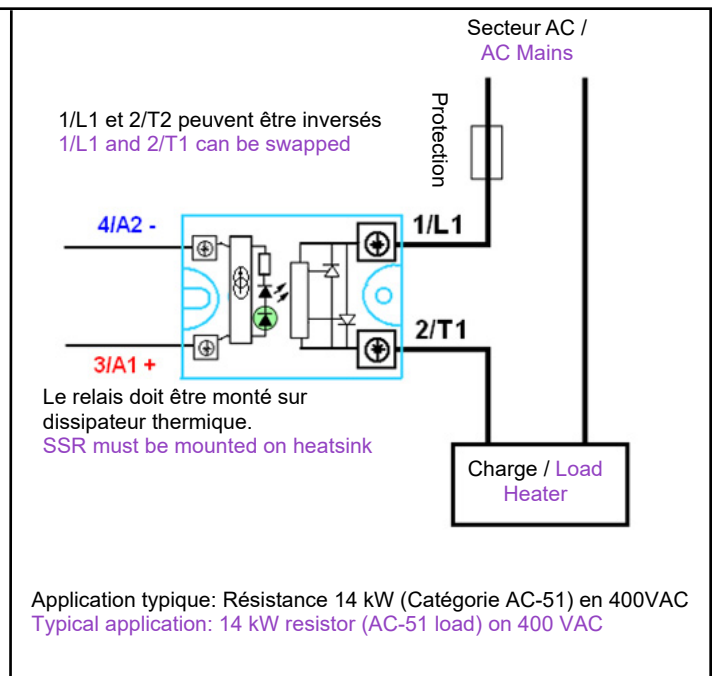 Secteur AC /
AC Mains
Protection
1/L1 et 2/T2 peuvent être inversés
1/L1 and 2/T1 can be swapped
4/A2 -
1/L1
2/T1
3/A1 +
Le relais doit être monté sur
dissipateur thermique.
SSR must be mounted on heatsink
Charge / Load
Heater
Application typique: Résistance 14 kW (Catégorie AC-51) en 400VAC
Typical application: 14 kW resistor (AC-51 load) on 400 VAC